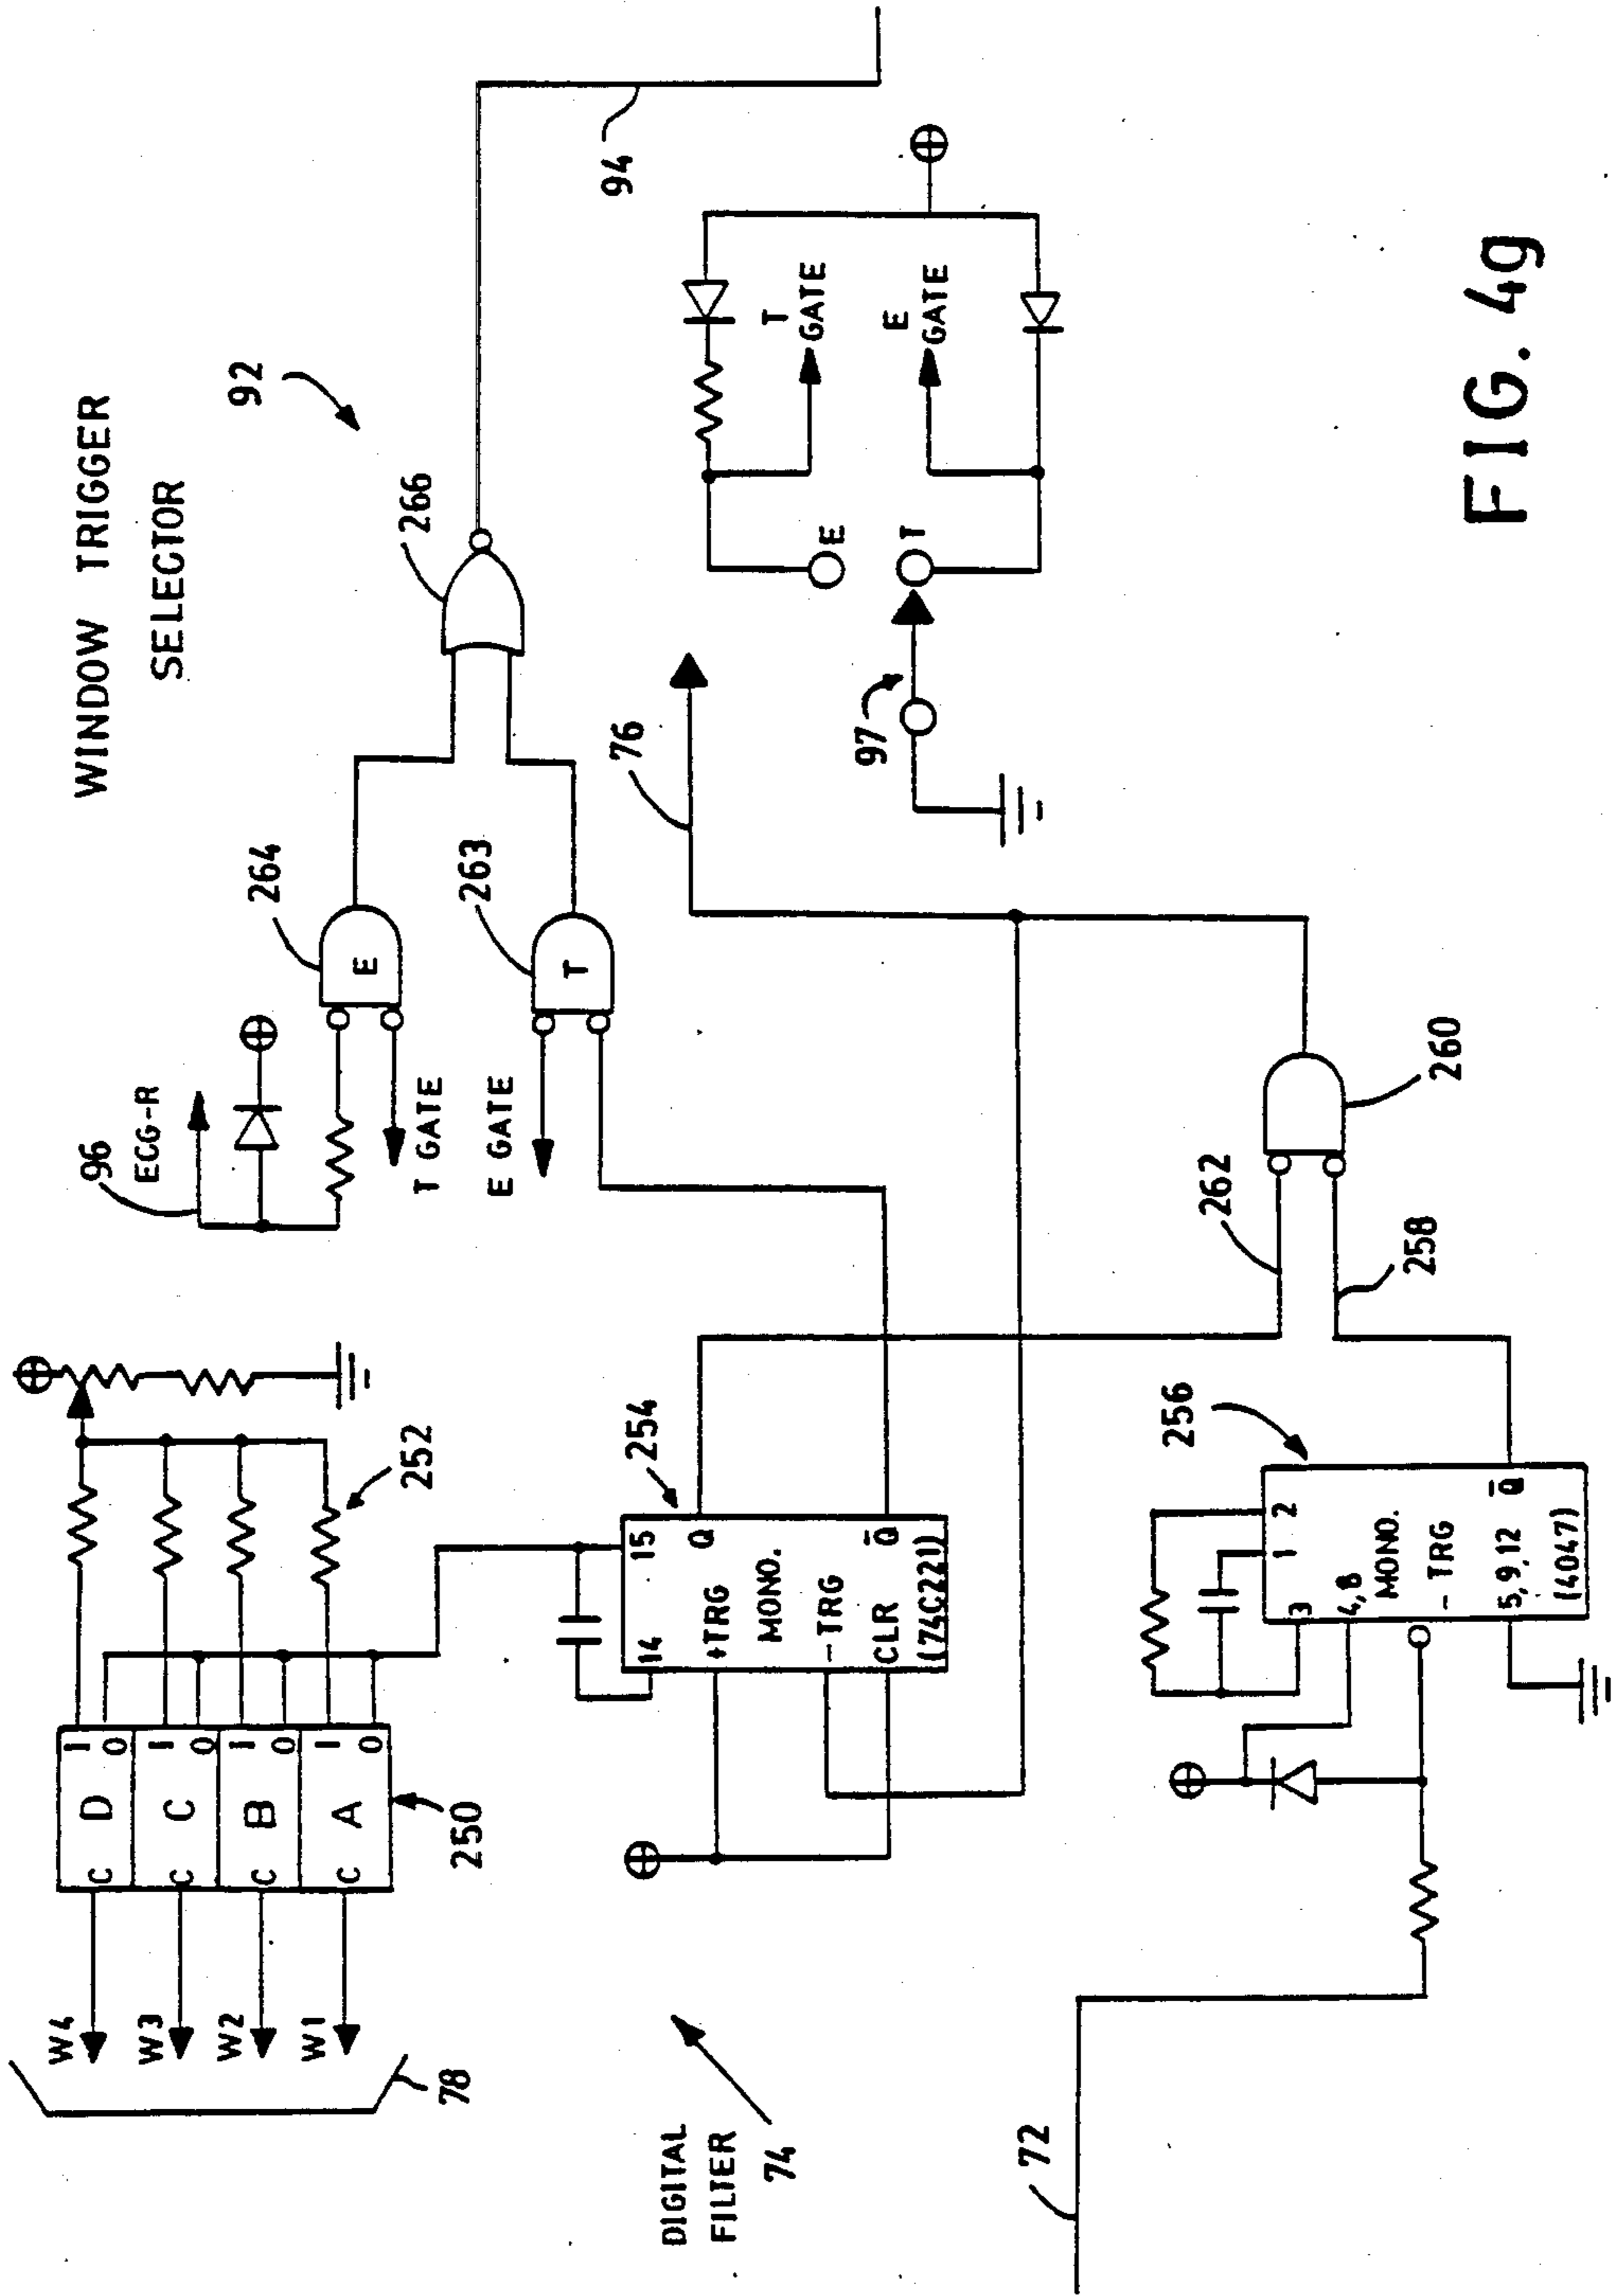 WINDOW TRIGGER
SELECTOR
92
266
264
263
E
T
96
ECG-R
T GATE
E GATE
94
T
GATE
E
GATE
E
T
97
76
W4
W3
W2
W1
78
C D I O
C C I O
C B I O
C A I O
250
252
254
14 15
+TRG Q
MONO.
-TRG
CLR Q̅
(74C221)
DIGITAL
FILTER
74
72
256
3 1 2
4,8
MONO.
- TRG
5,9,12 Q̅
(4047)
262
258
260
FIG. 4g